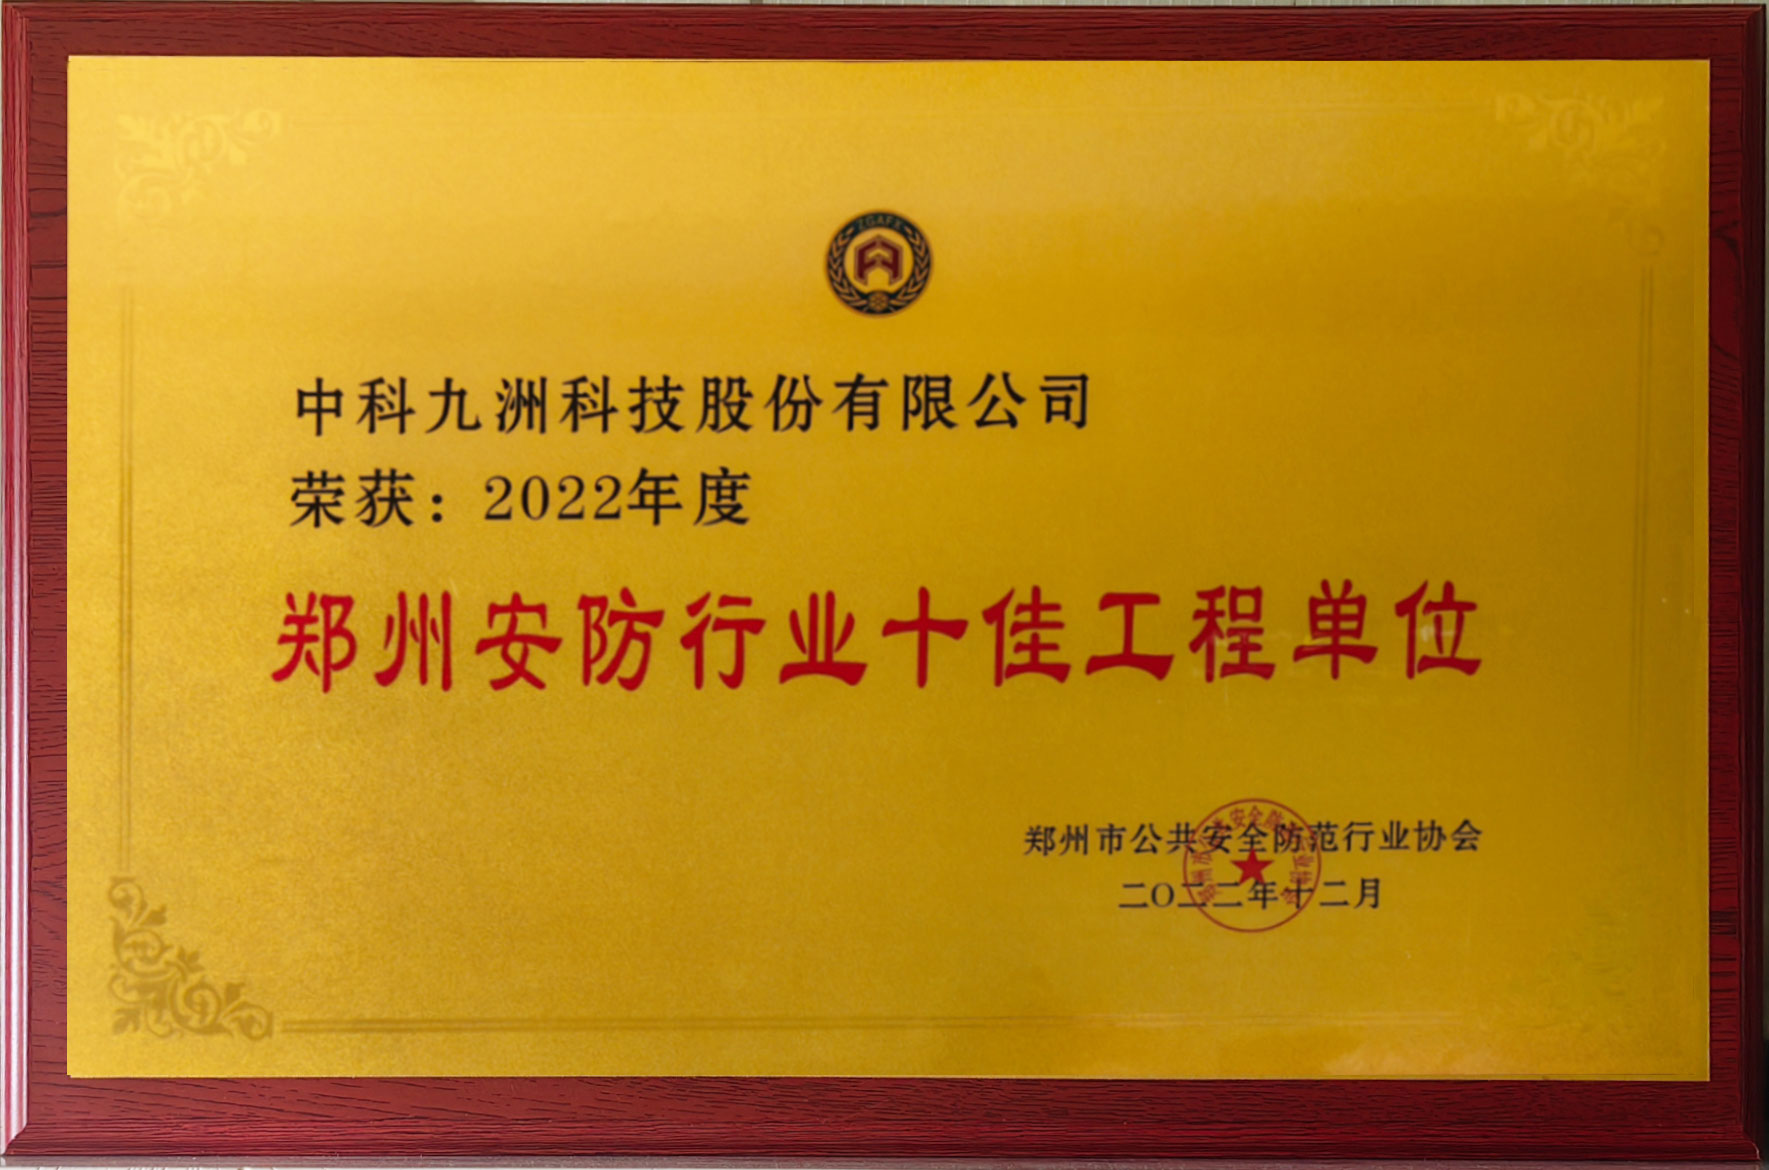 ZGAFX
中科九洲科技股份有限公司
荣获：2022年度
郑州安防行业十佳工程单位
郑州市公共安全防范行业协会
二〇二二年十二月